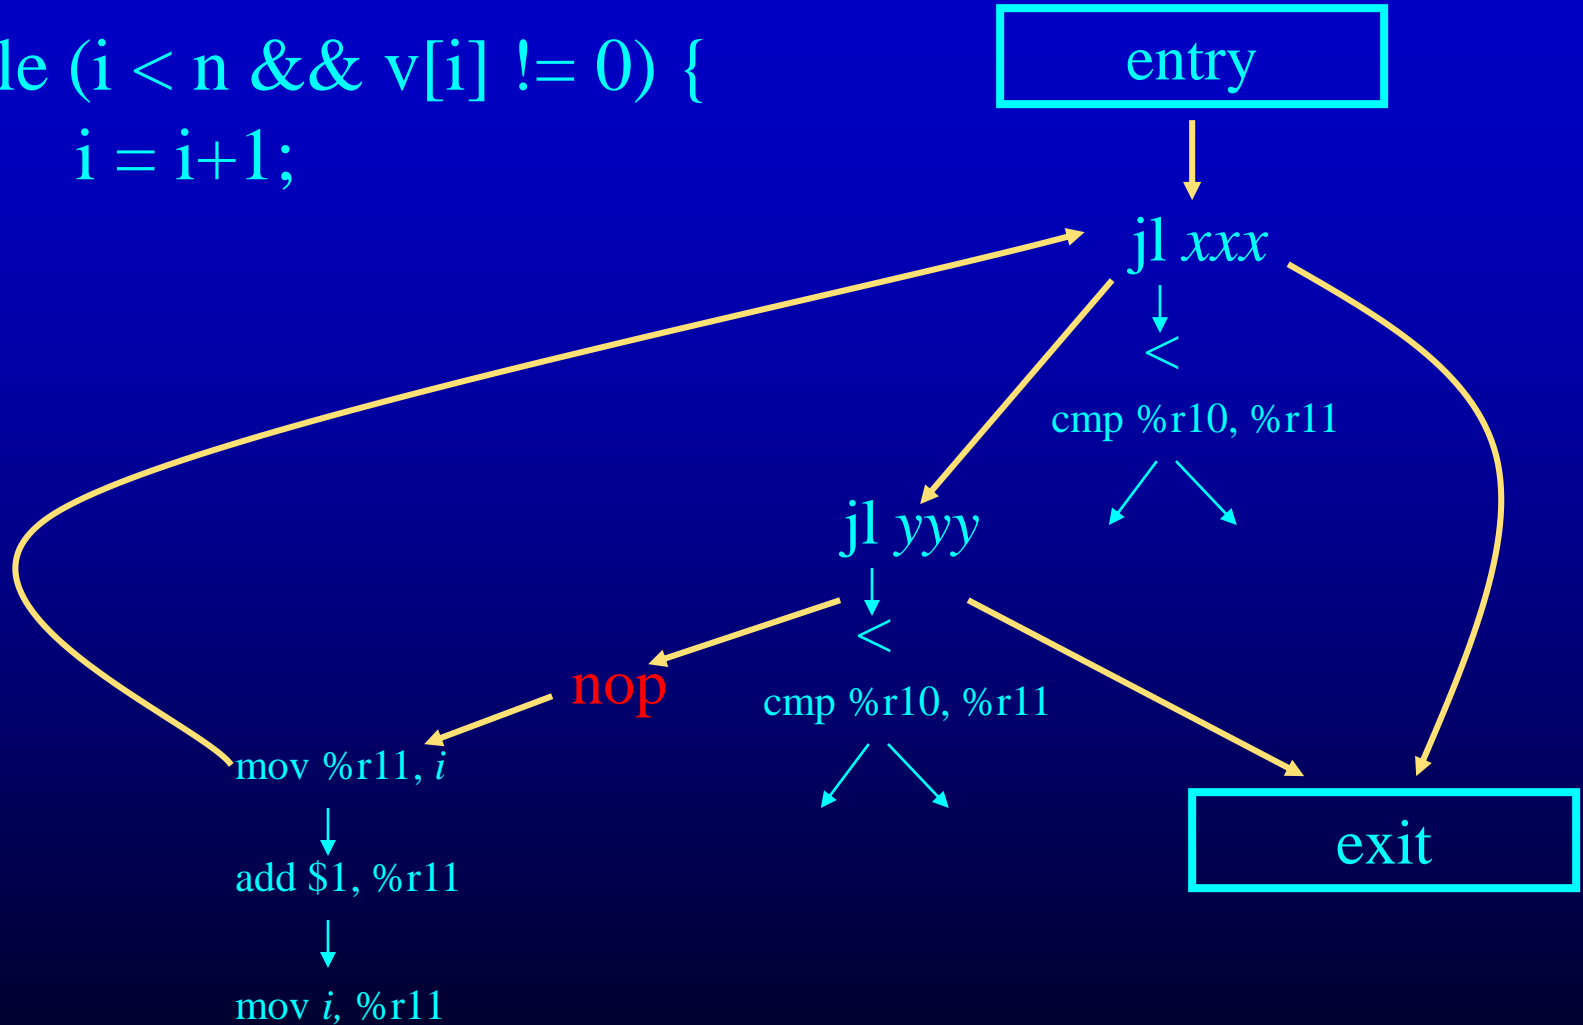 le (i < n && v[i] != 0) {
i = i+1;
entry
jl xxx
<
cmp %r10, %r11
jl yyy
<
nop
cmp %r10, %r11
mov %r11, i
add $1, %r11
mov i, %r11
exit